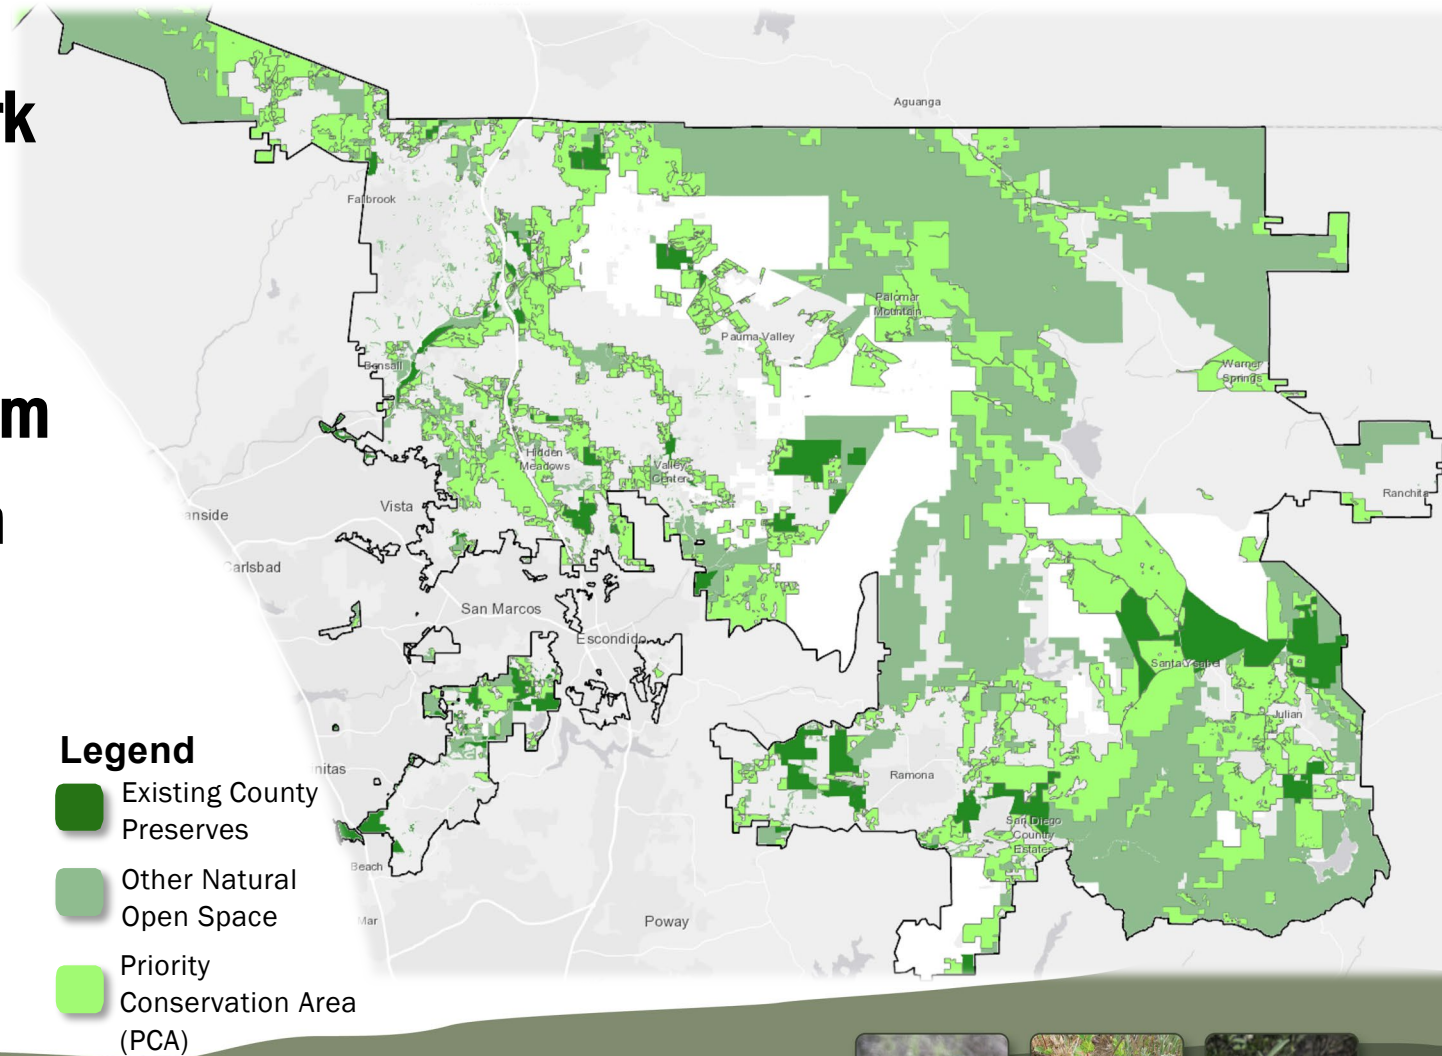 rk
m
n
Aguanga
Fallbrook
Palomar
Mountain
Pauma Valley
Bonsall
Warner
Springs
Hidden
Meadows
Valley
Center
Ranchita
Vista
anside
Carlsbad
San Marcos
Escondido
Santa Ysabel
Julian
initas
Ramona
San Diego
Country
Estates
Beach
Mar
Poway
Legend
Existing County
Preserves
Other Natural
Open Space
Priority
Conservation Area
(PCA)